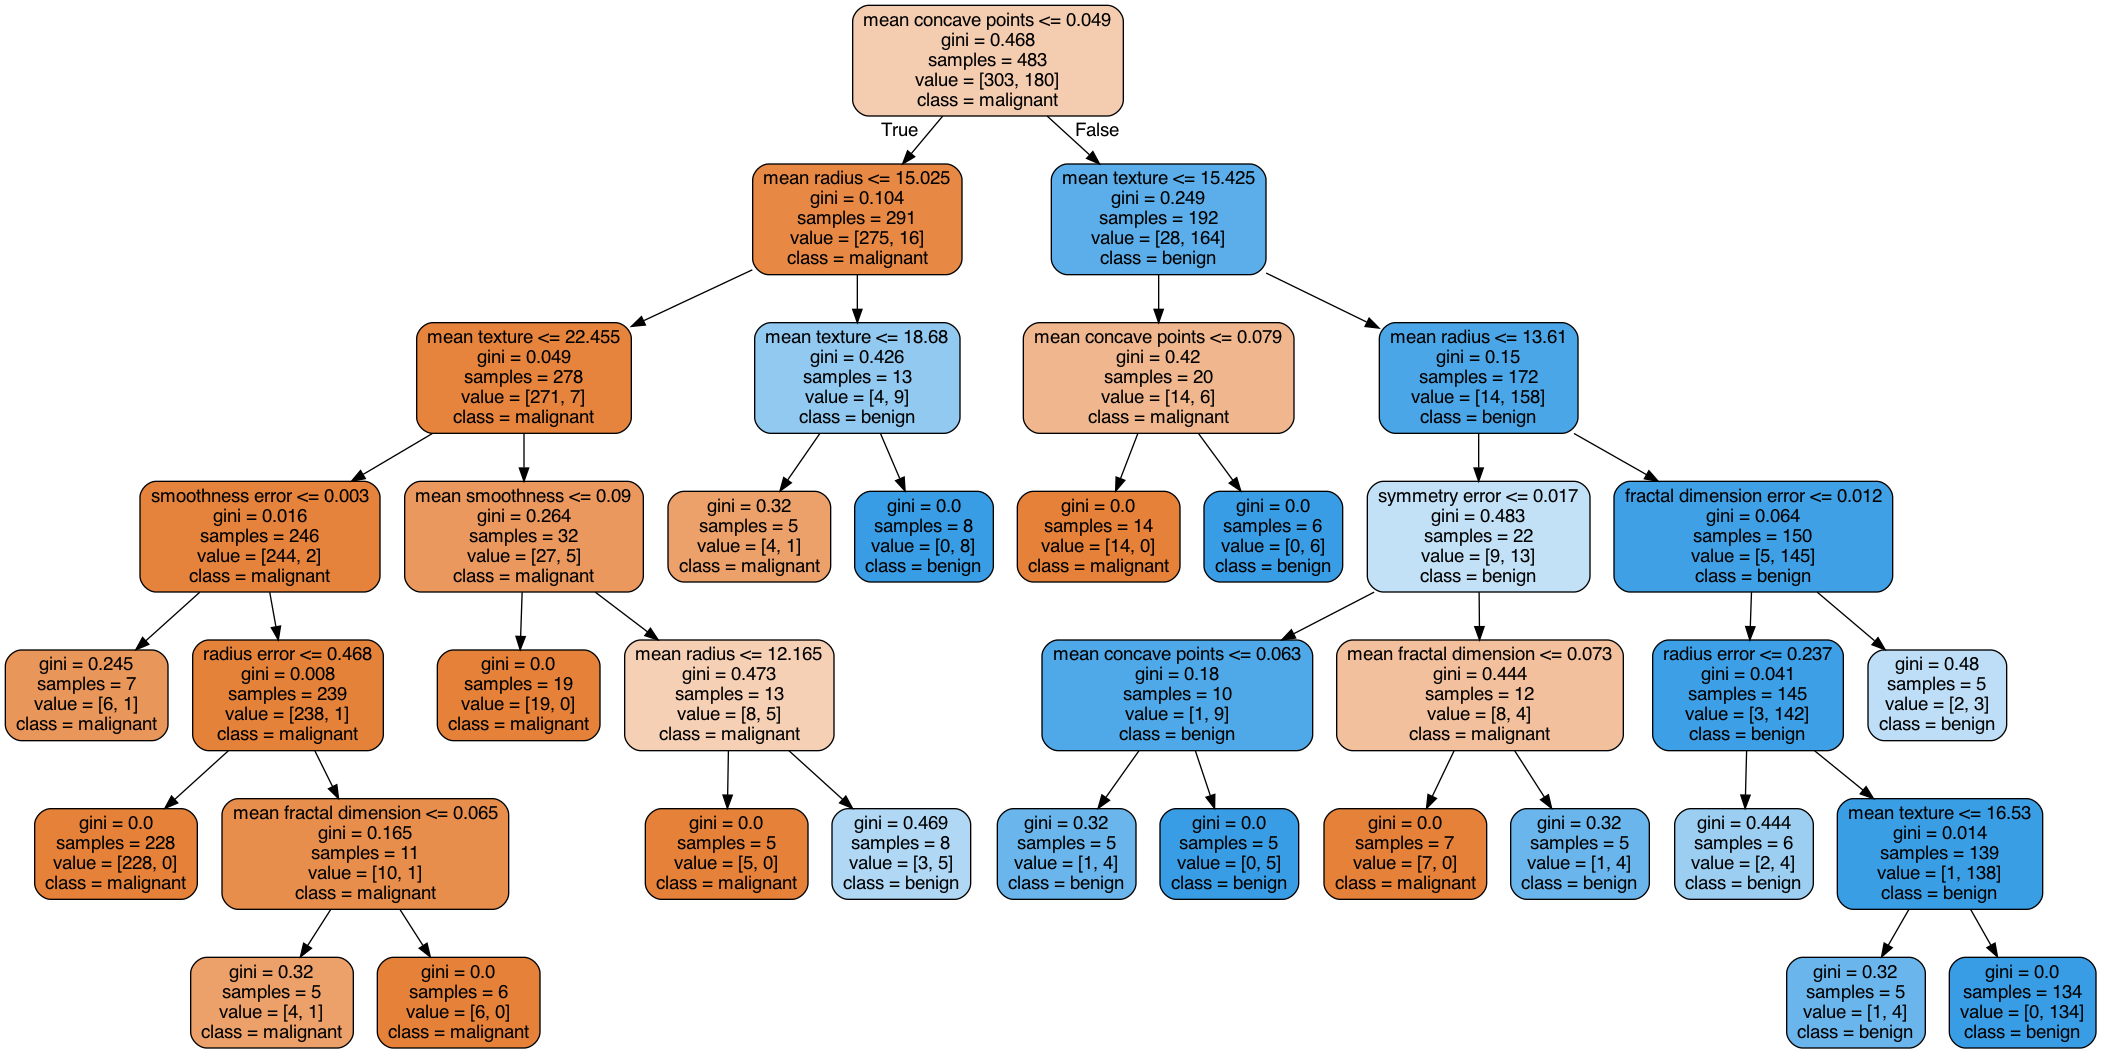 mean concave points <= 0.049
gini = 0.468
samples = 483
value = [303, 180]
class = malignant
True
False
mean radius <= 15.025
gini = 0.104
samples = 291
value = [275, 16]
class = malignant
mean texture <= 15.425
gini = 0.249
samples = 192
value = [28, 164]
class = benign
mean texture <= 22.455
gini = 0.049
samples = 278
value = [271, 7]
class = malignant
mean texture <= 18.68
gini = 0.426
samples = 13
value = [4, 9]
class = benign
mean concave points <= 0.079
gini = 0.42
samples = 20
value = [14, 6]
class = malignant
mean radius <= 13.61
gini = 0.15
samples = 172
value = [14, 158]
class = benign
smoothness error <= 0.003
gini = 0.016
samples = 246
value = [244, 2]
class = malignant
mean smoothness <= 0.09
gini = 0.264
samples = 32
value = [27, 5]
class = malignant
gini = 0.32
samples = 5
value = [4, 1]
class = malignant
gini = 0.0
samples = 8
value = [0, 8]
class = benign
gini = 0.0
samples = 14
value = [14, 0]
class = malignant
gini = 0.0
samples = 6
value = [0, 6]
class = benign
symmetry error <= 0.017
gini = 0.483
samples = 22
value = [9, 13]
class = benign
fractal dimension error <= 0.012
gini = 0.064
samples = 150
value = [5, 145]
class = benign
gini = 0.245
samples = 7
value = [6, 1]
class = malignant
radius error <= 0.468
gini = 0.008
samples = 239
value = [238, 1]
class = malignant
gini = 0.0
samples = 19
value = [19, 0]
class = malignant
mean radius <= 12.165
gini = 0.473
samples = 13
value = [8, 5]
class = malignant
mean concave points <= 0.063
gini = 0.18
samples = 10
value = [1, 9]
class = benign
mean fractal dimension <= 0.073
gini = 0.444
samples = 12
value = [8, 4]
class = malignant
radius error <= 0.237
gini = 0.041
samples = 145
value = [3, 142]
class = benign
gini = 0.48
samples = 5
value = [2, 3]
class = benign
gini = 0.0
samples = 228
value = [228, 0]
class = malignant
mean fractal dimension <= 0.065
gini = 0.165
samples = 11
value = [10, 1]
class = malignant
gini = 0.0
samples = 5
value = [5, 0]
class = malignant
gini = 0.469
samples = 8
value = [3, 5]
class = benign
gini = 0.32
samples = 5
value = [1, 4]
class = benign
gini = 0.0
samples = 5
value = [0, 5]
class = benign
gini = 0.0
samples = 7
value = [7, 0]
class = malignant
gini = 0.32
samples = 5
value = [1, 4]
class = benign
gini = 0.444
samples = 6
value = [2, 4]
class = benign
mean texture <= 16.53
gini = 0.014
samples = 139
value = [1, 138]
class = benign
gini = 0.32
samples = 5
value = [4, 1]
class = malignant
gini = 0.0
samples = 6
value = [6, 0]
class = malignant
gini = 0.32
samples = 5
value = [1, 4]
class = benign
gini = 0.0
samples = 134
value = [0, 134]
class = benign